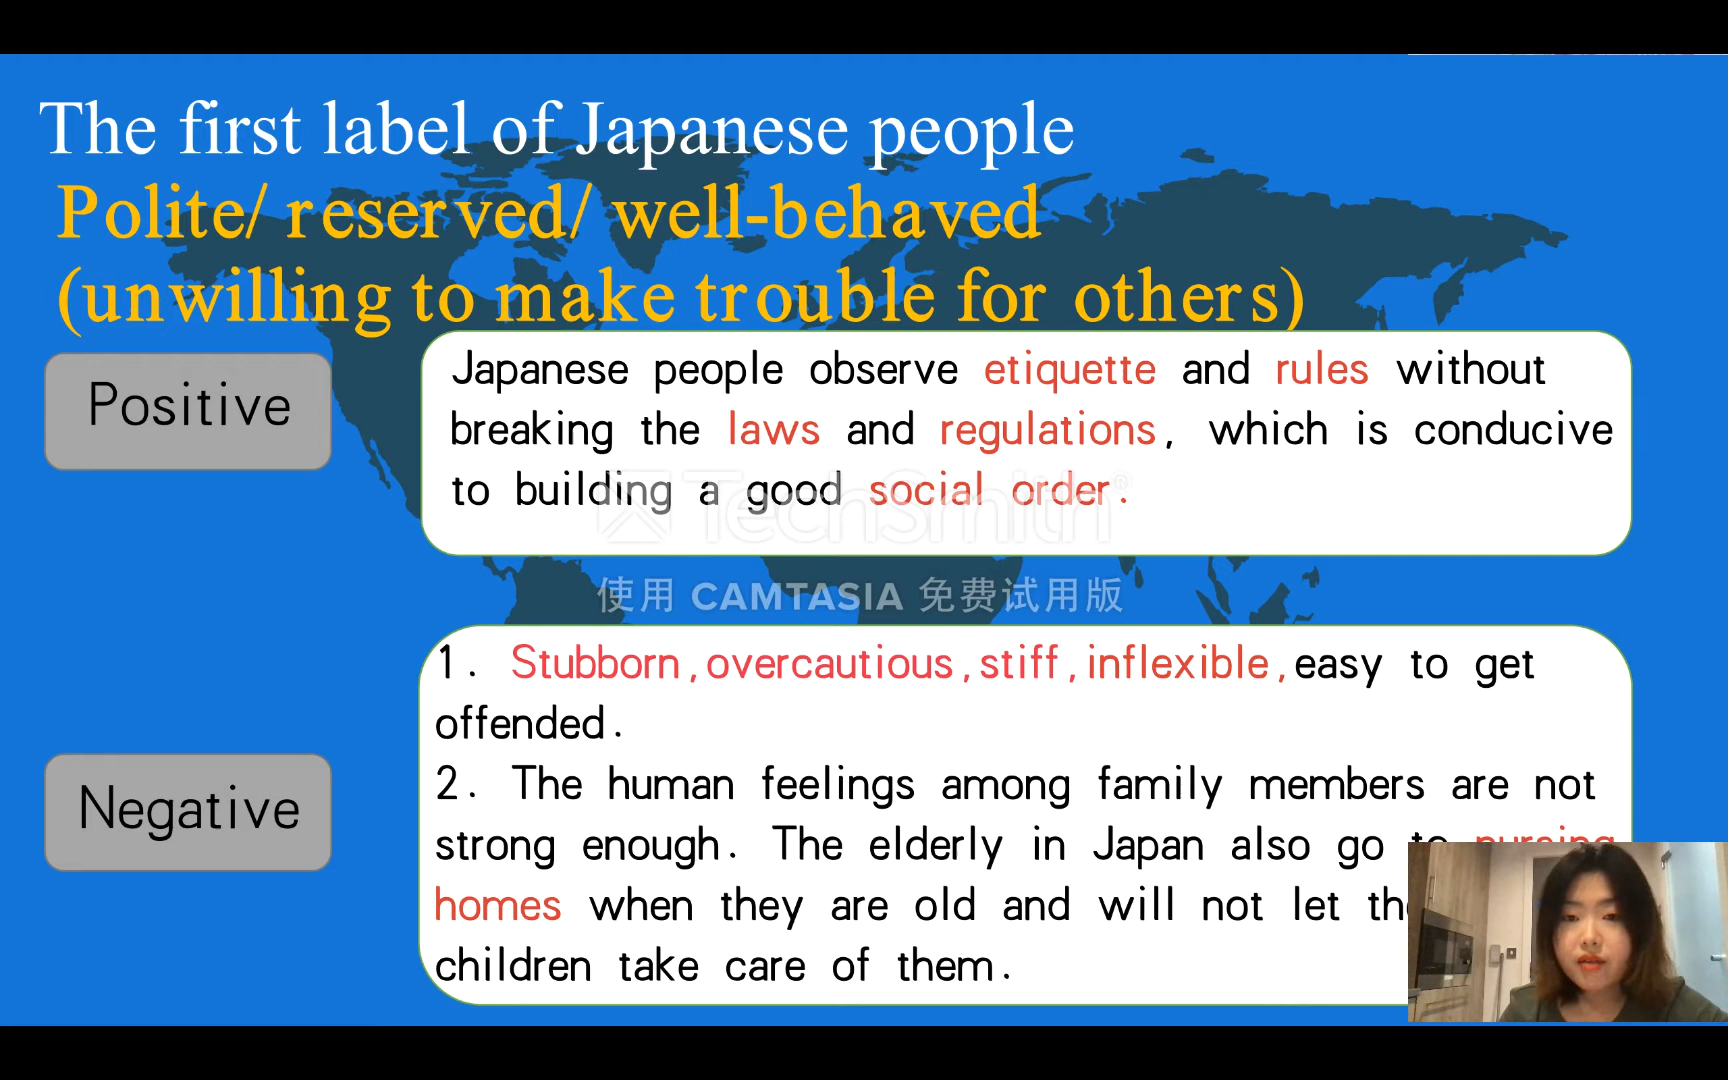 The first label of Japanese people
Polite/ reserved/ well-behaved
(unwilling to make trouble for others)
Positive
Japanese people observe etiquette and rules without
breaking the laws and regulations, which is conducive
to building a good social order.
TechSmith®
使用 CAMTASIA 免费试用版
Negative
1. Stubborn,overcautious,stiff,inflexible,easy to get
offended.
2. The human feelings among family members are not
strong enough. The elderly in Japan also go to nursing
homes when they are old and will not let
children take care of them.